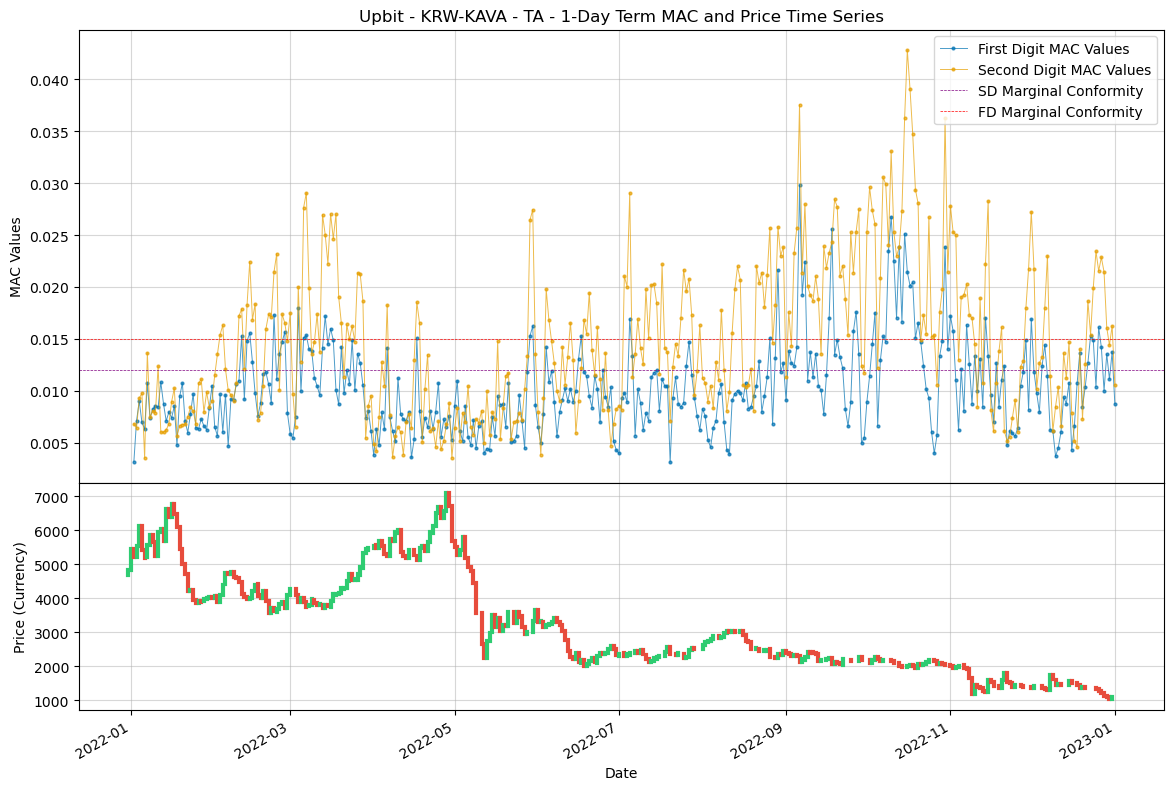 Upbit - KRW-KAVA - TA - 1-Day Term MAC and Price Time Series
First Digit MAC Values
Second Digit MAC Values
SD Marginal Conformity
FD Marginal Conformity
MAC Values
0.040
0.035
0.030
0.025
0.020
0.015
0.010
0.005
Price (Currency)
7000
6000
5000
4000
3000
2000
1000
2022-01
2022-03
2022-05
2022-07
2022-09
2022-11
2023-01
Date